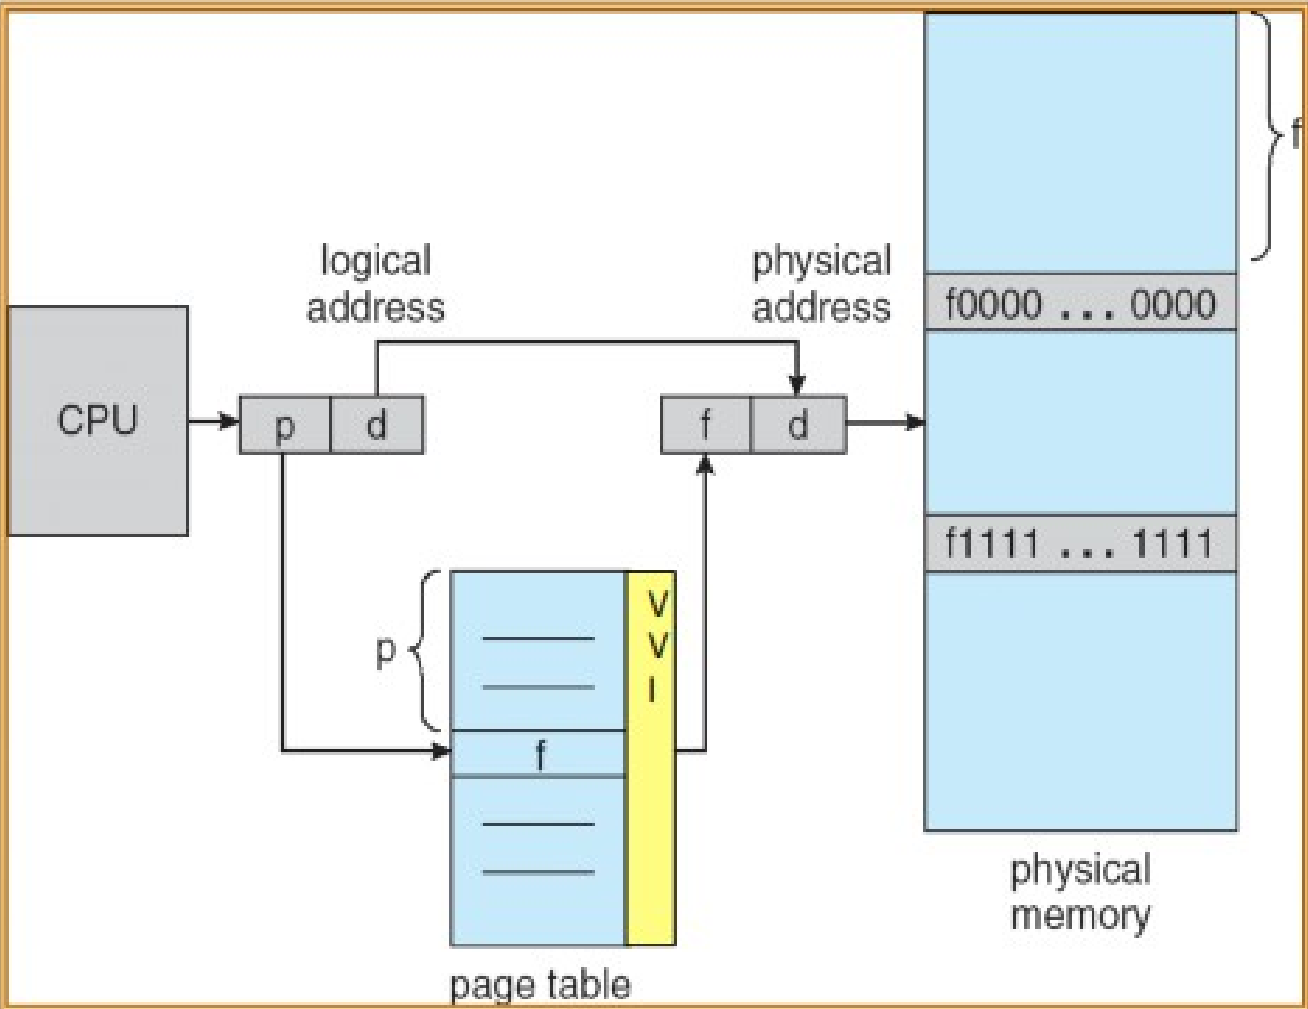 f
logical
address
physical
address
f0000 ... 0000
CPU
p d
f d
f1111 ... 1111
V
V
I
p
f
physical
memory
page table